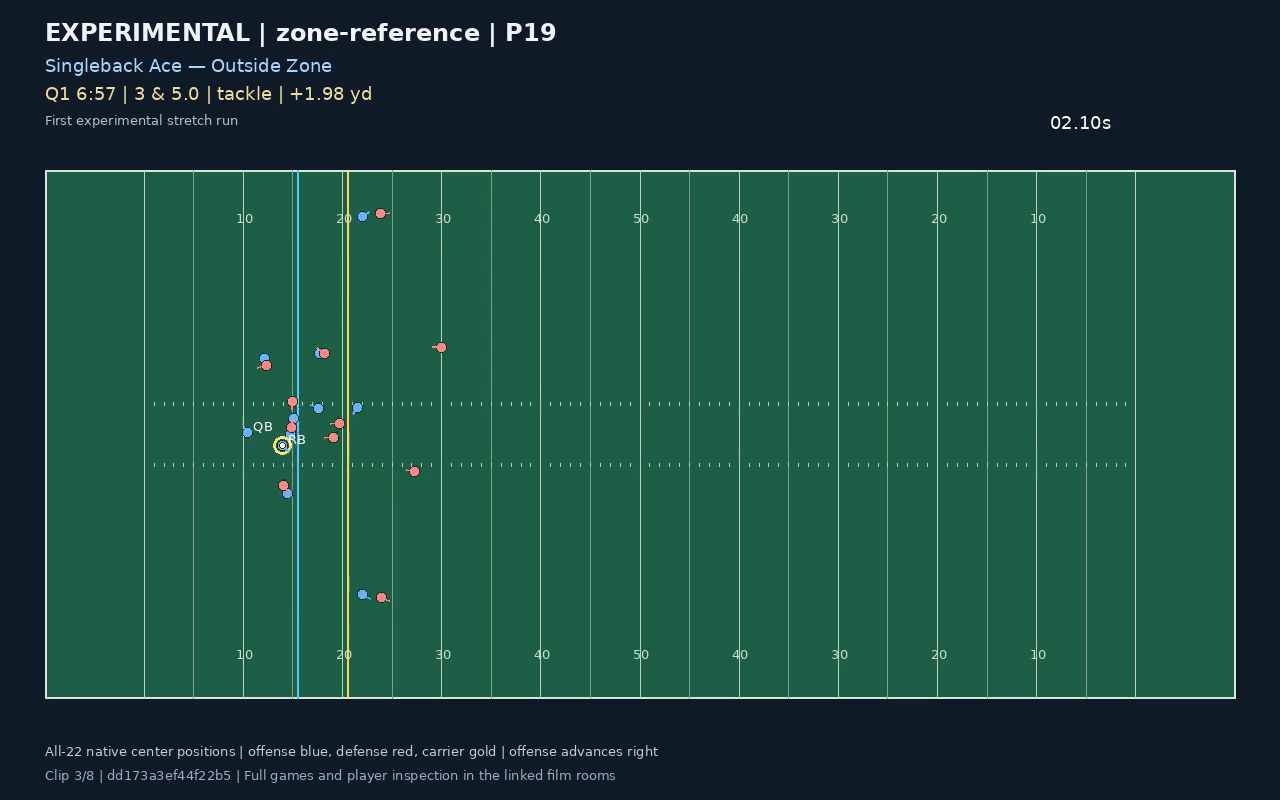 EXPERIMENTAL | zone-reference | P19
Singleback Ace — Outside Zone
Q1 6:57 | 3 & 5.0 | tackle | +1.98 yd
First experimental stretch run
02.10s
10 20 30 40 50 40 30 20 10
QB
RB
10 20 30 40 50 40 30 20 10
All-22 native center positions | offense blue, defense red, carrier gold | offense advances right
Clip 3/8 | dd173a3ef44f22b5 | Full games and player inspection in the linked film rooms